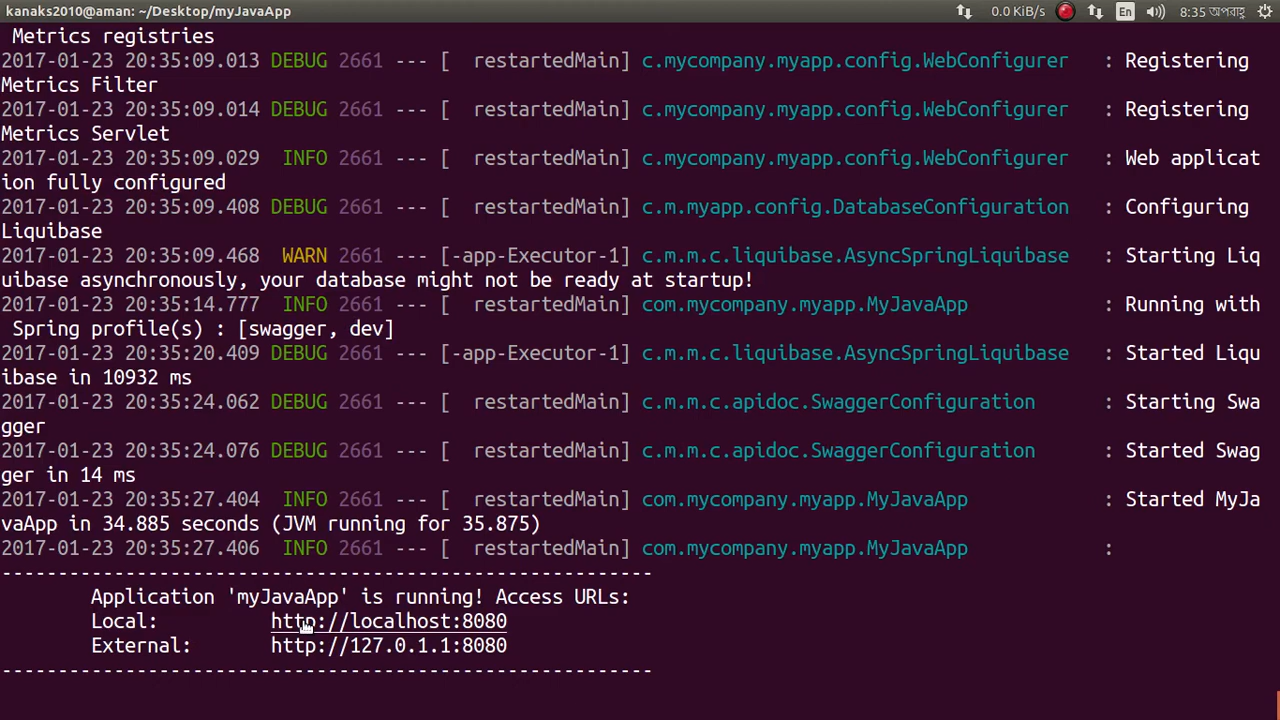 kanaks2010@aman: ~/Desktop/myJavaApp 0.0 KiB/s En 8:35 অপরাহ্ণ
Metrics registries
2017-01-23 20:35:09.013 DEBUG 2661 --- [  restartedMain] c.mycompany.myapp.config.WebConfigurer   : Registering
Metrics Filter
2017-01-23 20:35:09.014 DEBUG 2661 --- [  restartedMain] c.mycompany.myapp.config.WebConfigurer   : Registering
Metrics Servlet
2017-01-23 20:35:09.029  INFO 2661 --- [  restartedMain] c.mycompany.myapp.config.WebConfigurer   : Web applicat
ion fully configured
2017-01-23 20:35:09.408 DEBUG 2661 --- [  restartedMain] c.m.myapp.config.DatabaseConfiguration   : Configuring
Liquibase
2017-01-23 20:35:09.468  WARN 2661 --- [-app-Executor-1] c.m.m.c.liquibase.AsyncSpringLiquibase   : Starting Liq
uibase asynchronously, your database might not be ready at startup!
2017-01-23 20:35:14.777  INFO 2661 --- [  restartedMain] com.mycompany.myapp.MyJavaApp            : Running with
 Spring profile(s) : [swagger, dev]
2017-01-23 20:35:20.409 DEBUG 2661 --- [-app-Executor-1] c.m.m.c.liquibase.AsyncSpringLiquibase   : Started Liqu
ibase in 10932 ms
2017-01-23 20:35:24.062 DEBUG 2661 --- [  restartedMain] c.m.m.c.apidoc.SwaggerConfiguration      : Starting Swa
gger
2017-01-23 20:35:24.076 DEBUG 2661 --- [  restartedMain] c.m.m.c.apidoc.SwaggerConfiguration      : Started Swag
ger in 14 ms
2017-01-23 20:35:27.404  INFO 2661 --- [  restartedMain] com.mycompany.myapp.MyJavaApp            : Started MyJa
vaApp in 34.885 seconds (JVM running for 35.875)
2017-01-23 20:35:27.406  INFO 2661 --- [  restartedMain] com.mycompany.myapp.MyJavaApp            :
----------------------------------------------------------
Application 'myJavaApp' is running! Access URLs:
Local: http://localhost:8080
External: http://127.0.1.1:8080
----------------------------------------------------------